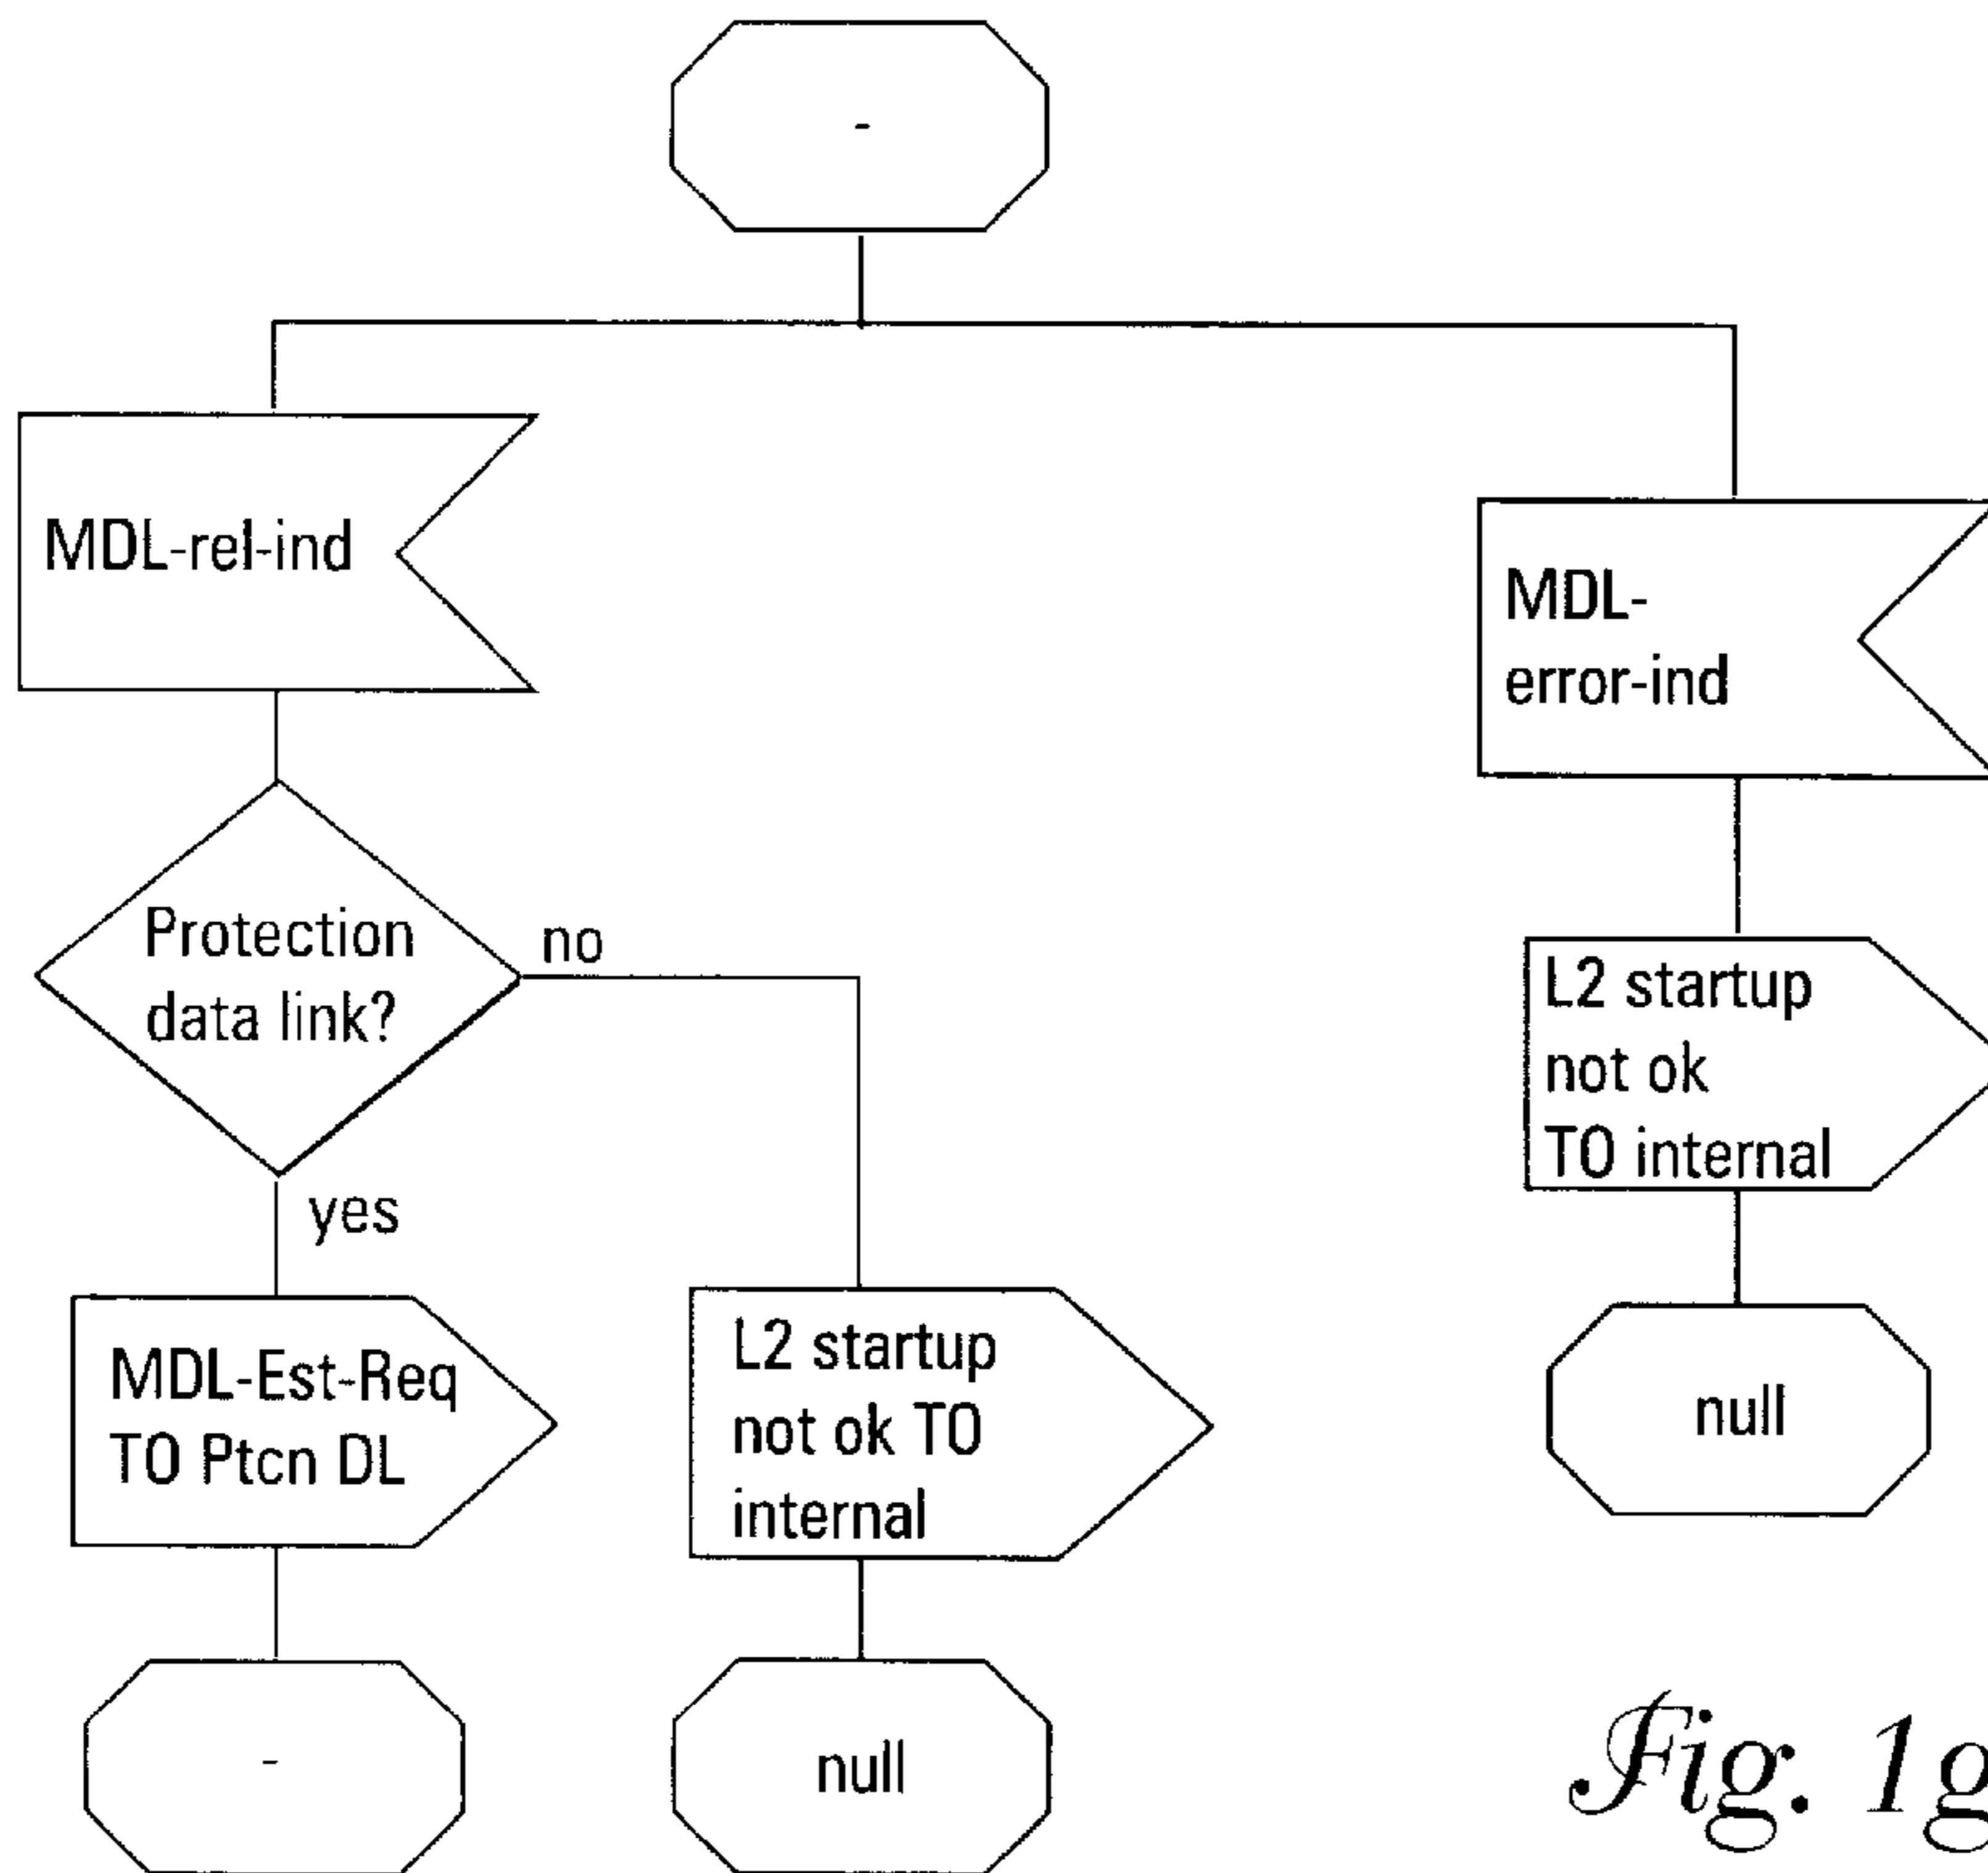 -
MDL-rel-ind
MDL-
error-ind
Protection
data link?
no
yes
L2 startup
not ok
TO internal
MDL-Est-Req
TO Ptcn DL
L2 startup
not ok TO
internal
null
-
null
Fig. 1g